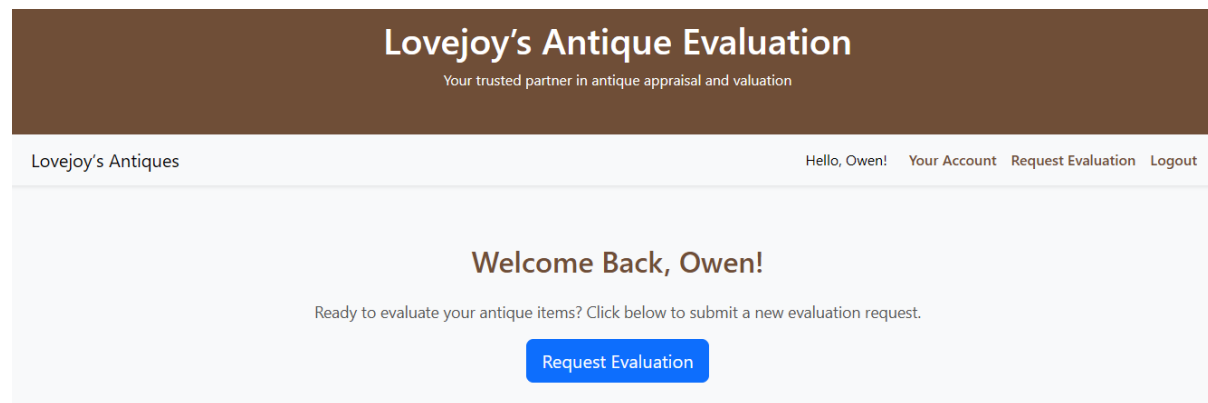 Lovejoy’s Antique Evaluation
Your trusted partner in antique appraisal and valuation
Lovejoy’s Antiques
Hello, Owen!
Your Account
Request Evaluation
Logout
Welcome Back, Owen!
Ready to evaluate your antique items? Click below to submit a new evaluation request.
Request Evaluation